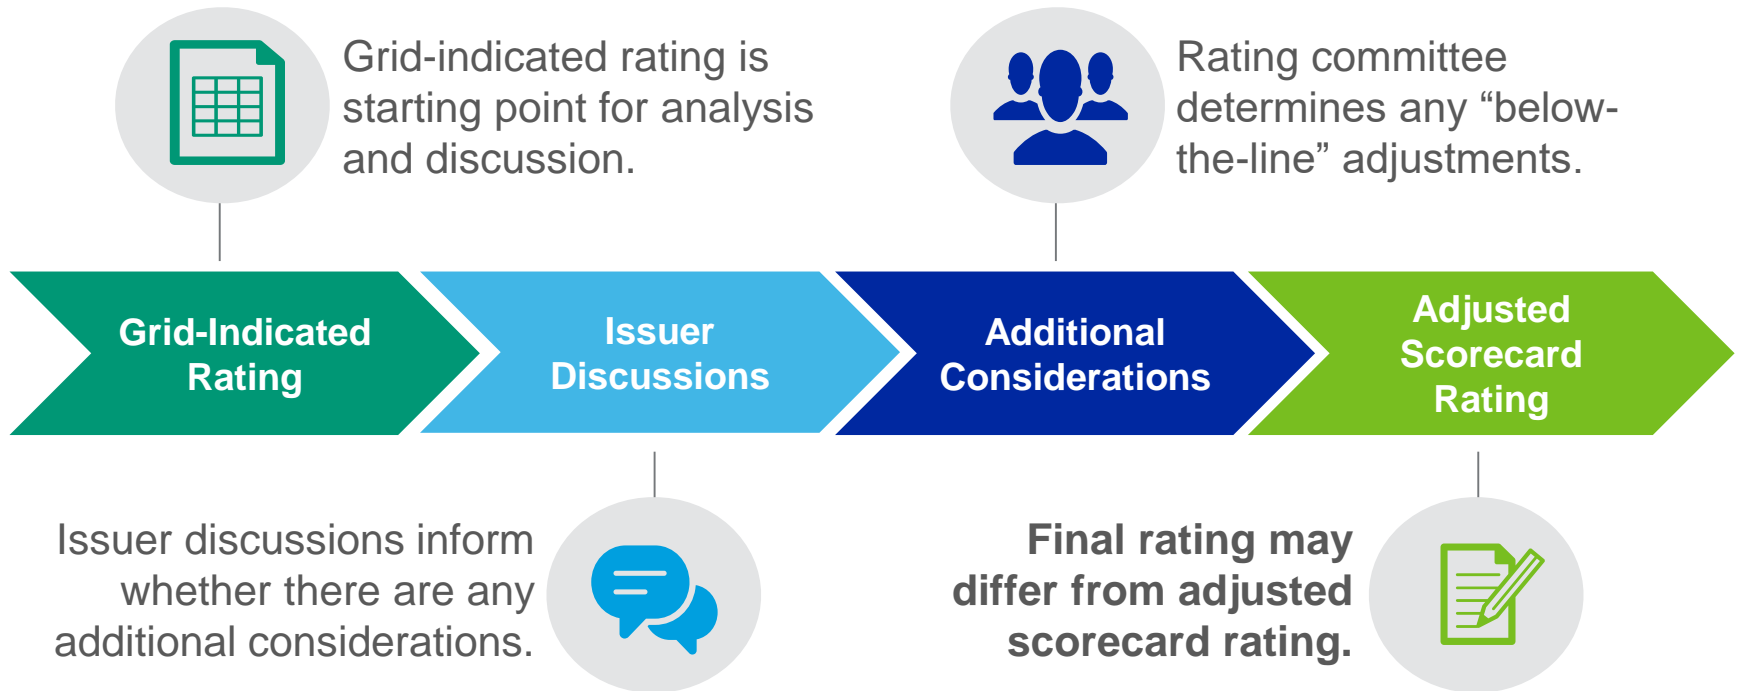 Grid-indicated rating is
starting point for analysis
and discussion.
Rating committee
determines any “below-
the-line” adjustments.
Grid-Indicated
Rating
Issuer
Discussions
Additional
Considerations
Adjusted
Scorecard
Rating
Issuer discussions inform
whether there are any
additional considerations.
Final rating may
differ from adjusted
scorecard rating.